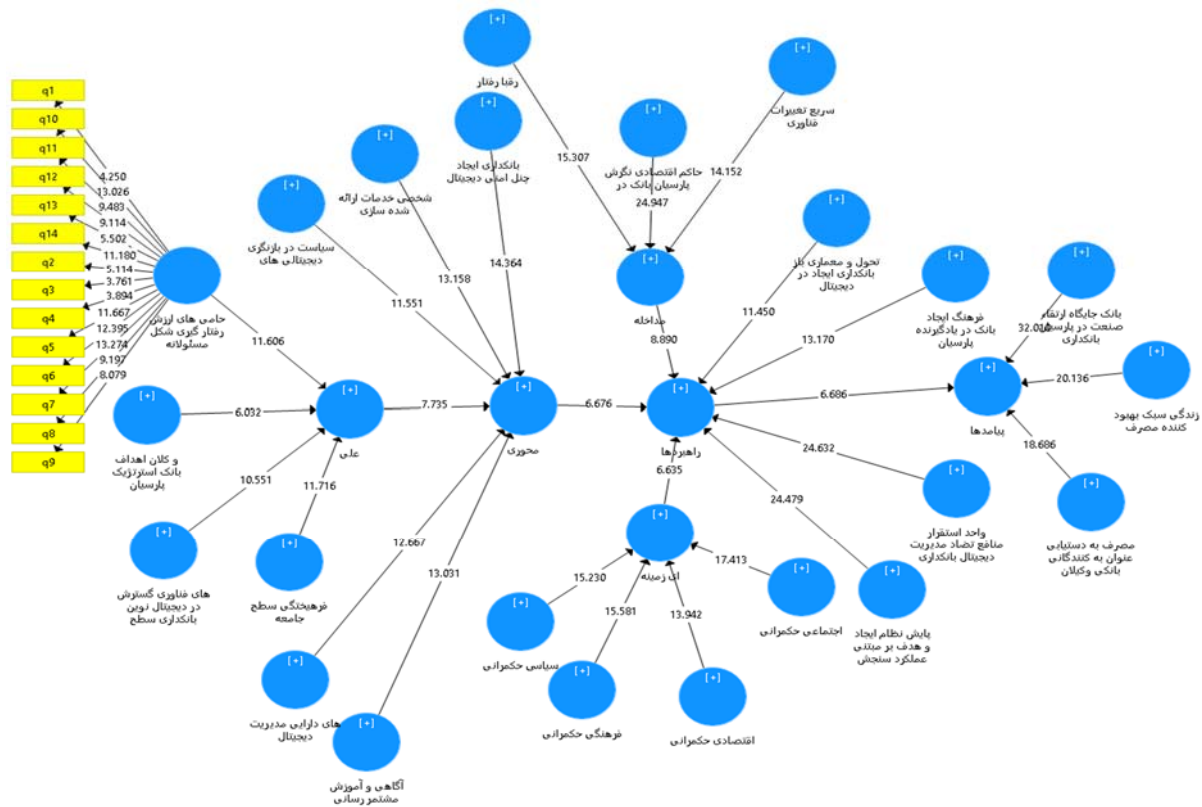 q1
q10
q11
q12
q13
q14
q2
q3
q4
q5
q6
q7
q8
q9
4.250
13.026
9.483
9.114
5.502
11.180
5.114
3.761
3.894
11.667
12.395
13.274
9.197
8.079
[+]
حامی های ارزش
رفتار گیری شکل
مسئولانه
11.606
[+]
و کلان اهداف
بانک استرتژیک
پارسیان
6.032
[+]
های فناوری گسترش
در دیجیتال نوین
بانکداری سطح
10.551
[+]
فرهیختگی سطح
جامعه
11.716
[+]
علی
7.735
[+]
سیاست در بازنگری
دیجیتالی های
11.551
[+]
شخصی خدمات ارائه
شده سازی
13.158
[+]
بانکداری ایجاد
چتل امنی دیجیتال
14.364
[+]
های دارایی مدیریت
دیجیتال
12.667
[+]
آگاهی و آموزش
مشتمر رسانی
13.031
[+]
محوری
6.676
[+]
رقبا رفتار
15.307
[+]
حاکم اقتصادی نگرش
پارسیان بانک در
24.947
[+]
سریع تغییرات
فناوری
14.152
[+]
مداخله
8.890
[+]
تحول و معماری باز
بانکداری ایجاد در
دیجیتال
11.450
[+]
فرهنگ ایجاد
بانک در یادگیرنده
پارسیان
13.170
[+]
راهبردها
6.686
[+]
واحد استقرار
منافع تضاد مدیریت
دیجیتال بانکداری
24.632
[+]
پایش نظام ایجاد
و هدف بر مبتنی
عملکرد سنجش
24.479
6.635
[+]
ای زمینه
[+]
سیاسی حکمرانی
15.230
[+]
فرهنگی حکمرانی
15.581
[+]
اقتصادی حکمرانی
13.942
[+]
اجتماعی حکمرانی
17.413
[+]
بانک جایگاه ارتقاء
صنعت در پارسیان
بانکداری
[+]
زندگی سبک بهبود
کننده مصرف
20.136
[+]
مصرف به دستیابی
عنوان به کنندگانی
بانکی وکیلان
18.686
[+]
پیامدها